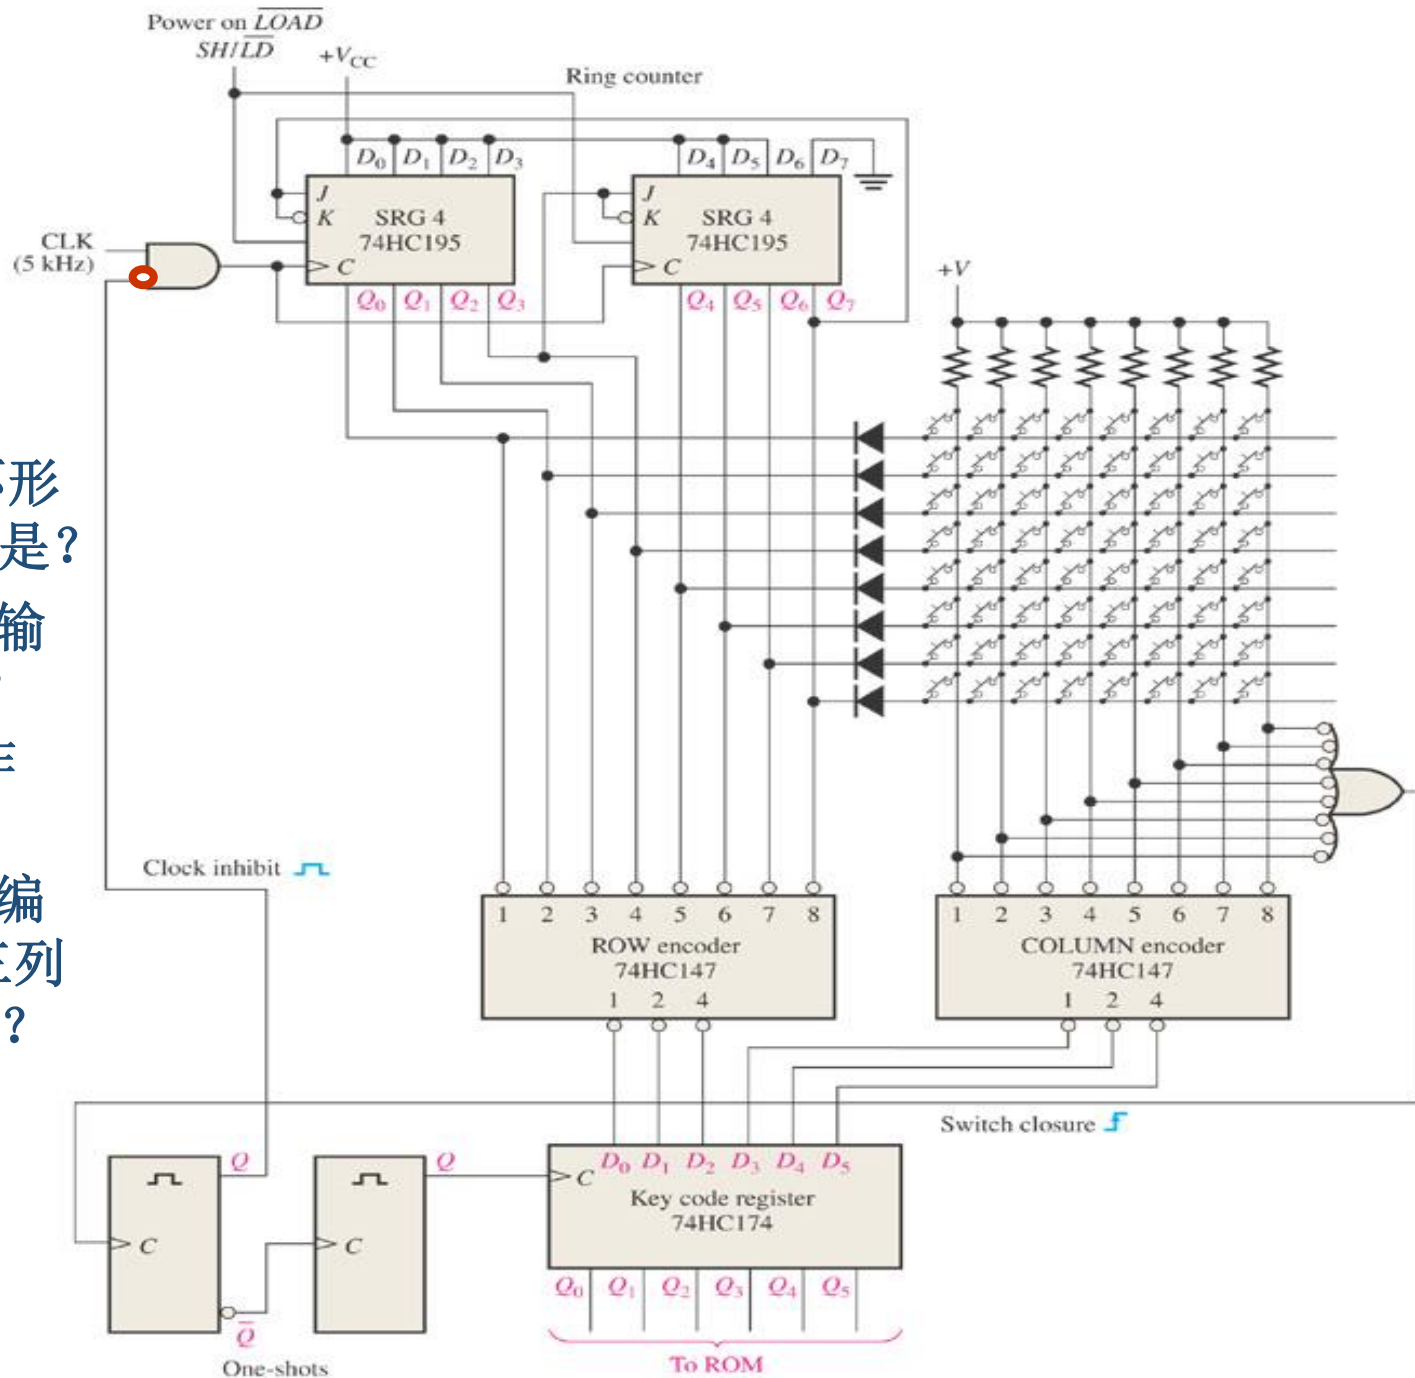 Power on LOAD
SH/LD
+VCC
Ring counter
D0 D1 D2 D3
D4 D5 D6 D7
J
K
SRG 4
74HC195
C
J
K
SRG 4
74HC195
C
CLK
(5 kHz)
Q0 Q1 Q2 Q3
Q4 Q5 Q6 Q7
+V
形
是？
输
编
列
？
Clock inhibit
1 2 3 4 5 6 7 8
ROW encoder
74HC147
1 2 4
1 2 3 4 5 6 7 8
COLUMN encoder
74HC147
1 2 4
Switch closure
Q
C
Q
Q
C
D0 D1 D2 D3 D4 D5
C
Key code register
74HC174
Q0 Q1 Q2 Q3 Q4 Q5
One-shots
To ROM